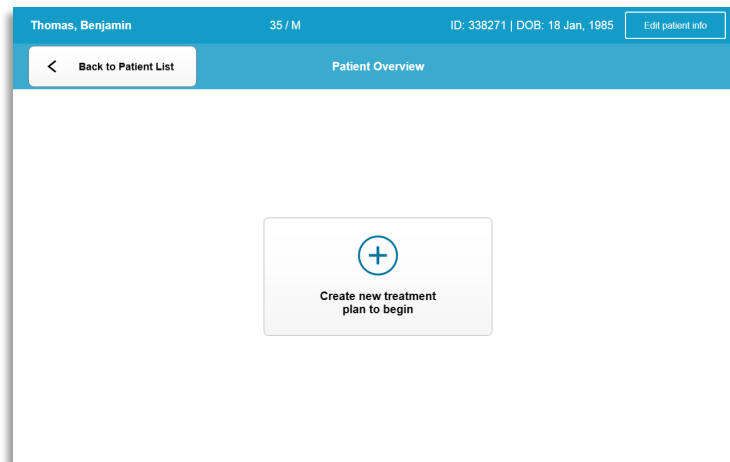 Thomas, Benjamin 35 / M ID: 338271 | DOB: 18 Jan, 1985 Edit patient info
Back to Patient List Patient Overview
Create new treatment
plan to begin